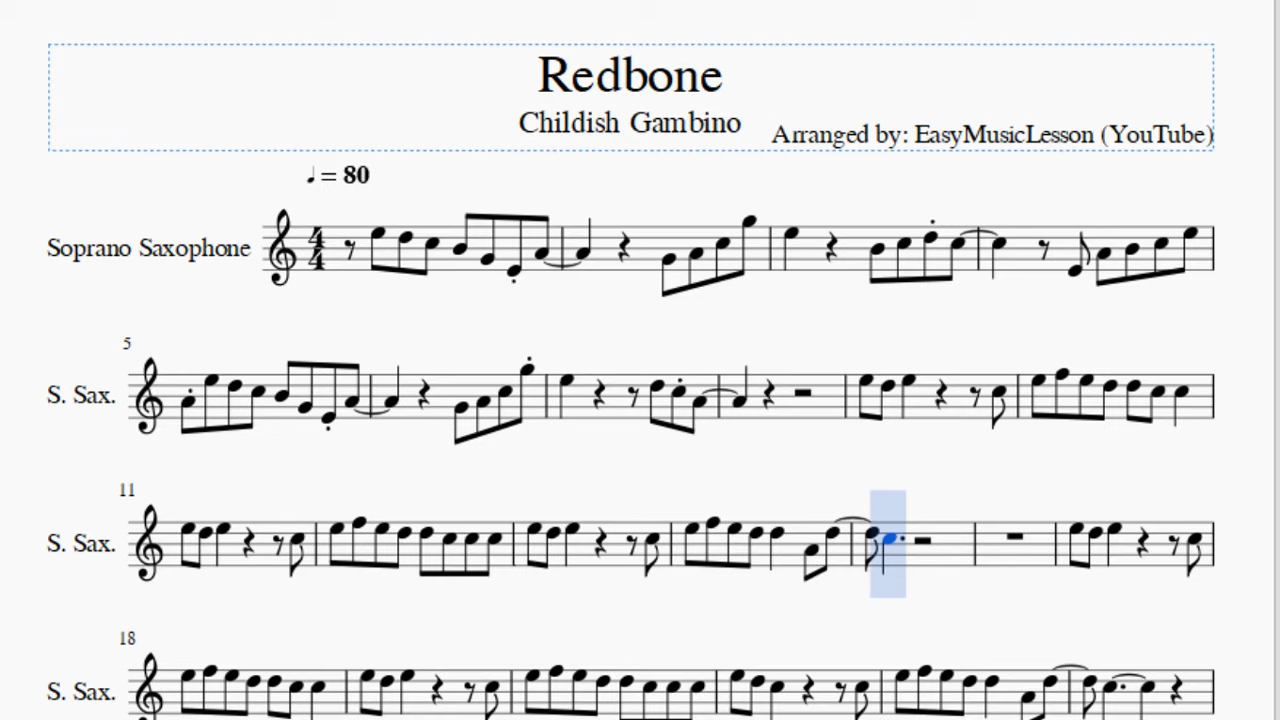 Redbone
Childish Gambino
Arranged by: EasyMusicLesson (YouTube)
♩ = 80
Soprano Saxophone
4
4
5
S. Sax.
11
S. Sax.
18
S. Sax.